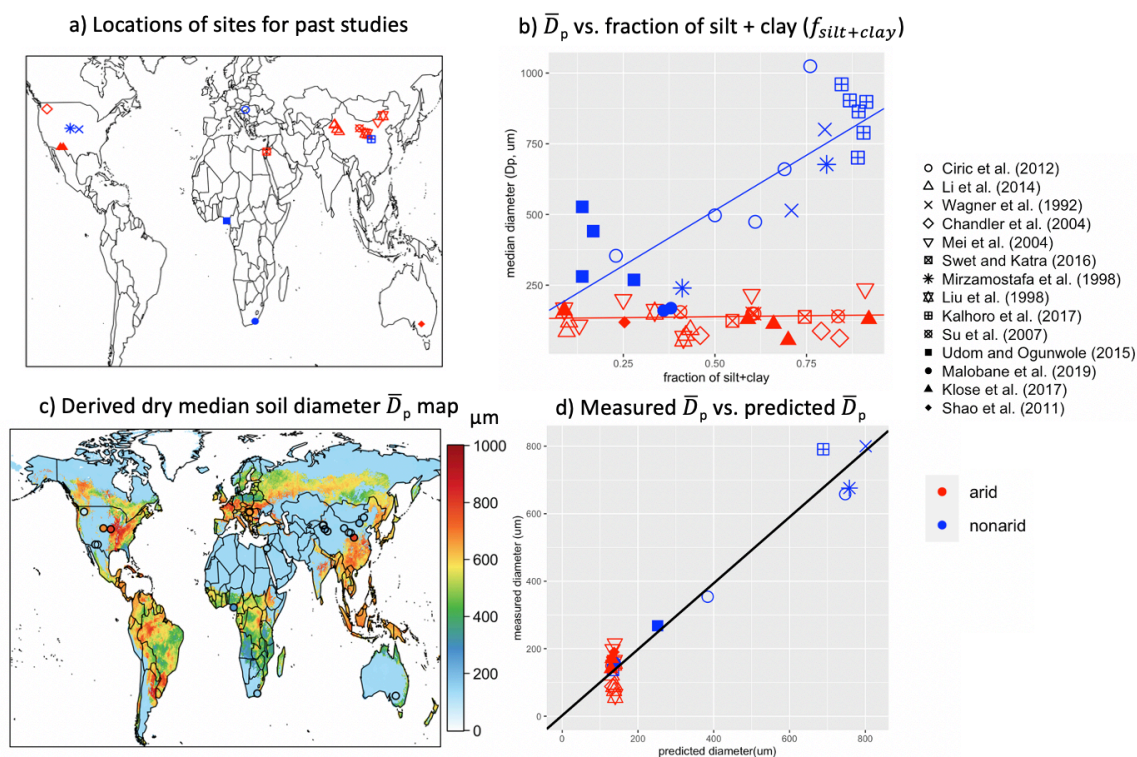 a) Locations of sites for past studies
b) D̅p vs. fraction of silt + clay (fsilt+clay)
median diameter (Dp, um)
1000
750
500
250
0.25
0.50
0.75
fraction of silt+clay
Ciric et al. (2012)
Li et al. (2014)
Wagner et al. (1992)
Chandler et al. (2004)
Mei et al. (2004)
Swet and Katra (2016)
Mirzamostafa et al. (1998)
Liu et al. (1998)
Kalhoro et al. (2017)
Su et al. (2007)
Udom and Ogunwole (2015)
Malobane et al. (2019)
Klose et al. (2017)
Shao et al. (2011)
arid
nonarid
c) Derived dry median soil diameter D̅p map
μm
1000
800
600
400
200
0
d) Measured D̅p vs. predicted D̅p
measured diameter (um)
800
600
400
200
0
0
200
400
600
800
predicted diameter(um)